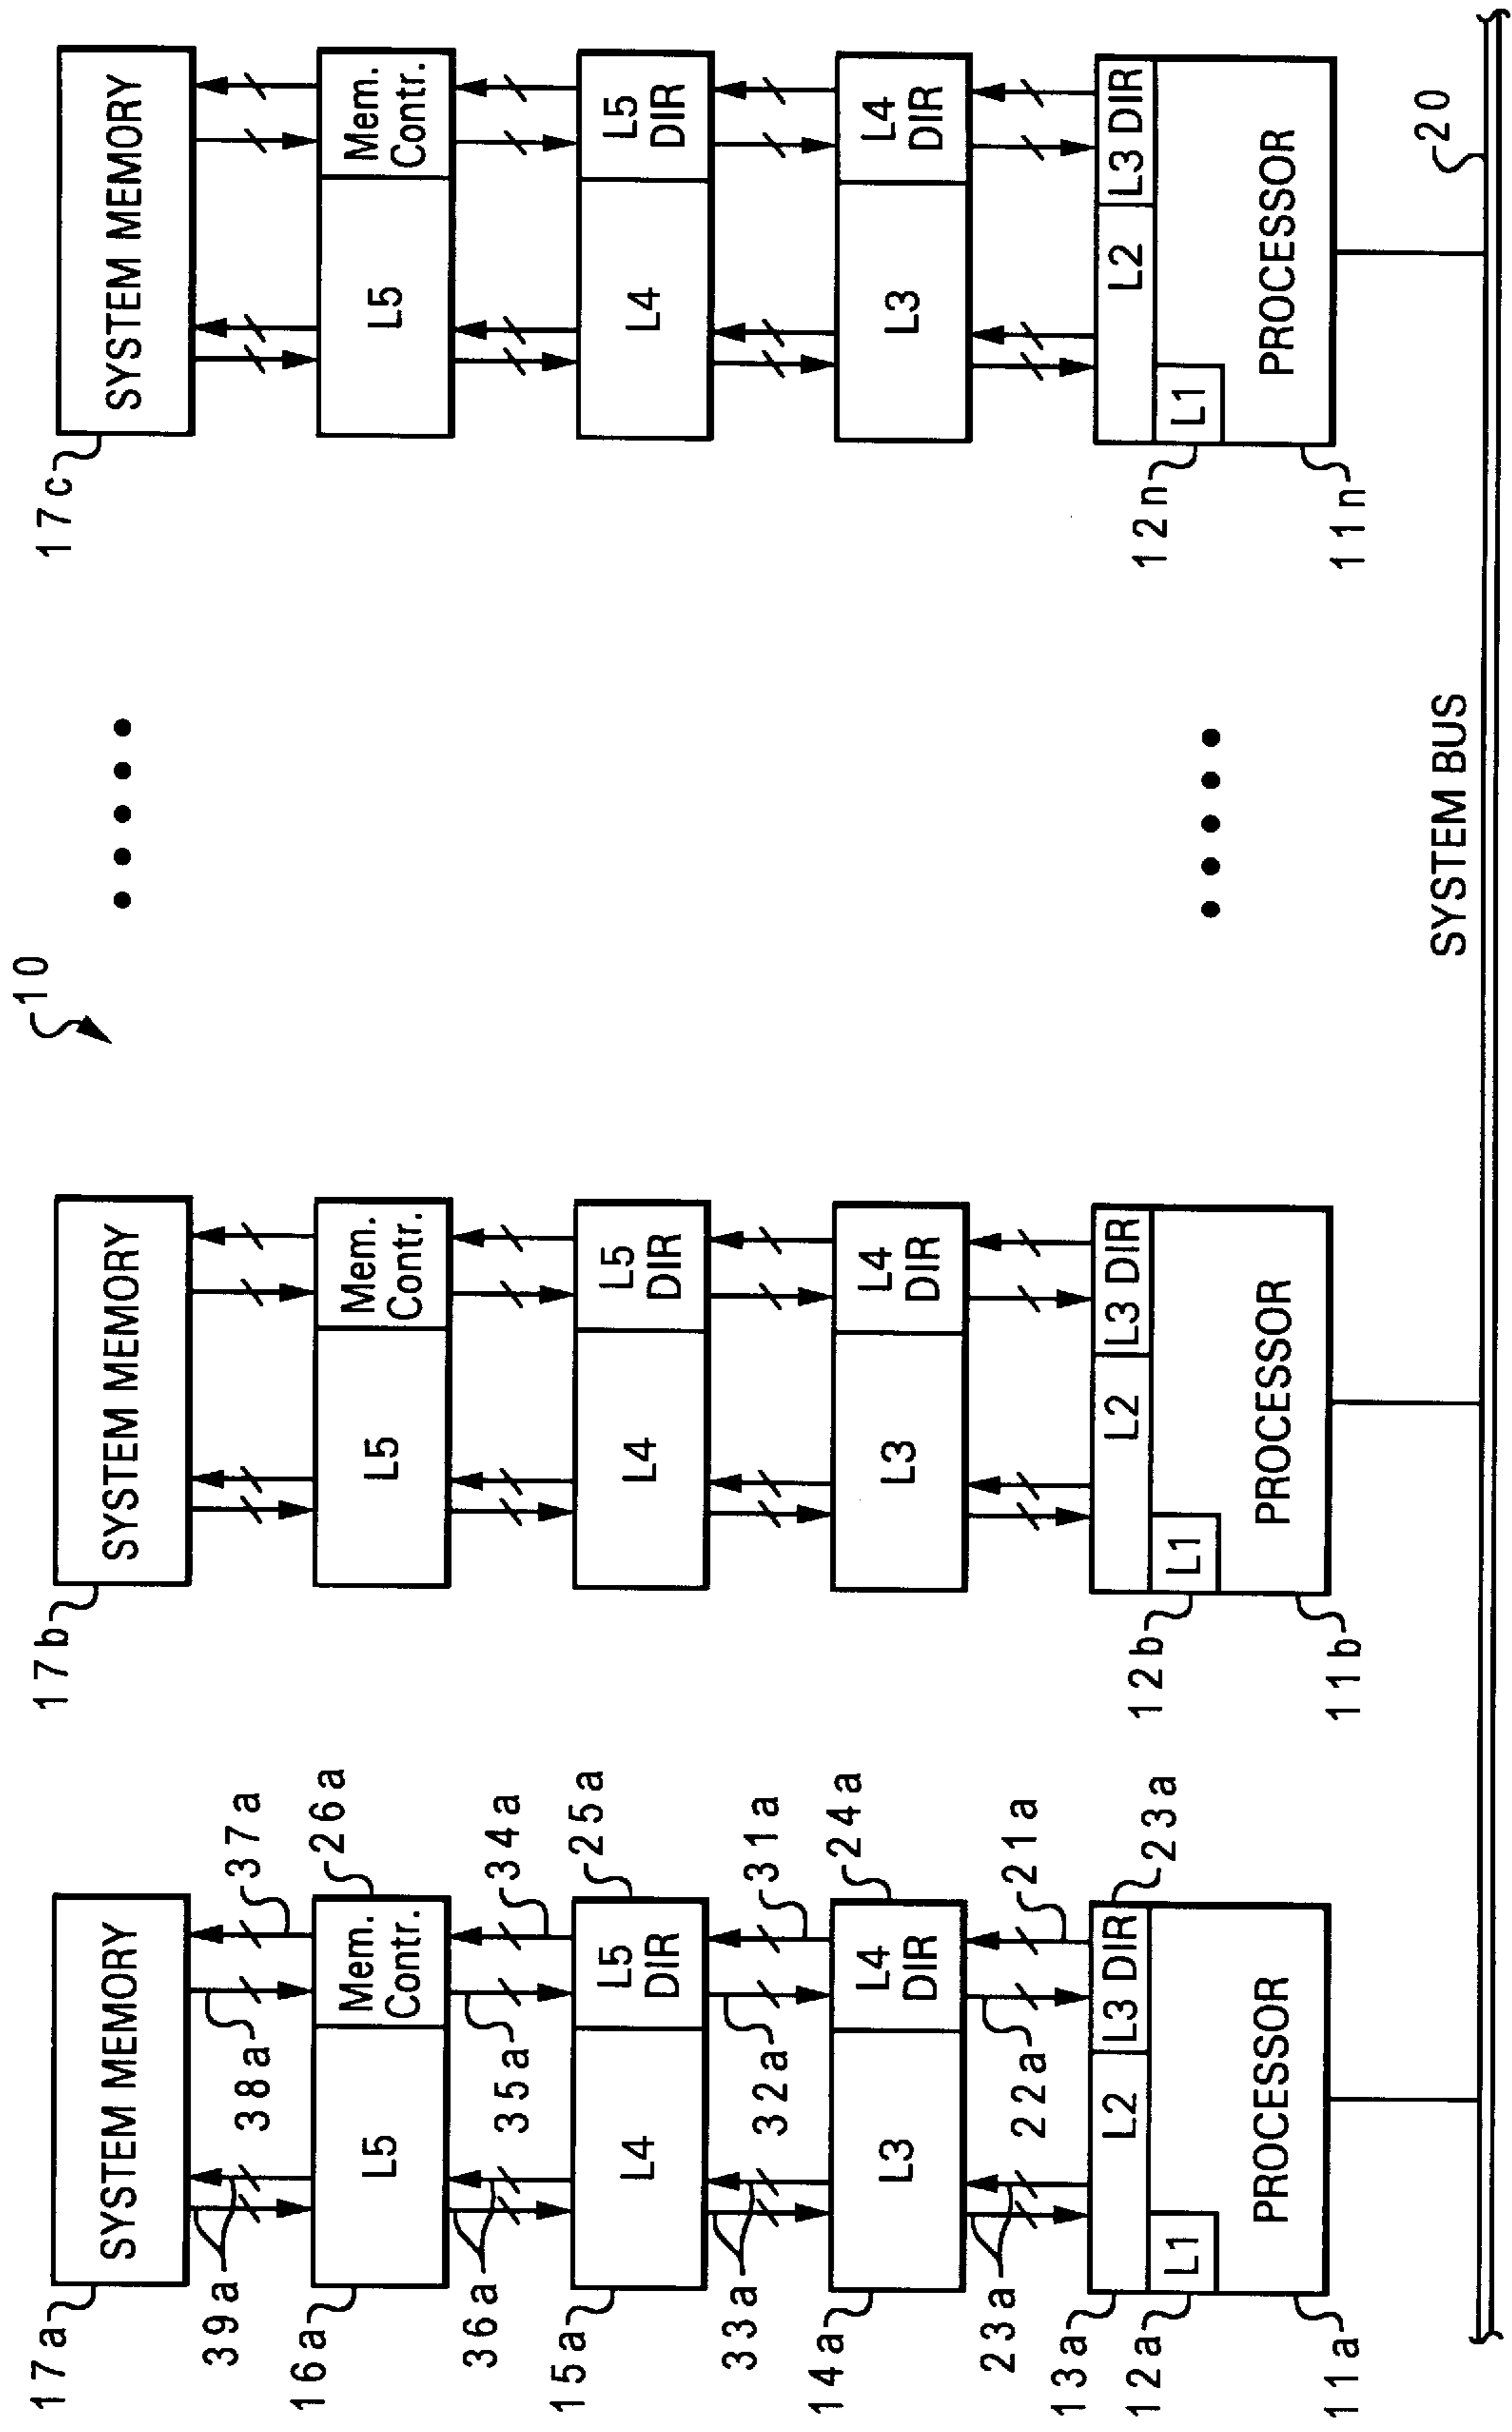 10
17a
SYSTEM MEMORY
39a
38a
37a
16a
L5
Mem.
Contr.
26a
36a
35a
34a
15a
L4
L5
DIR
25a
33a
32a
31a
14a
L3
L4
DIR
24a
23a
22a
21a
13a
L2
L3 DIR
23a
12a
L1
11a
PROCESSOR
17b
SYSTEM MEMORY
L5
Mem.
Contr.
L4
L5
DIR
L3
L4
DIR
L2
L3 DIR
12b
L1
11b
PROCESSOR
17c
SYSTEM MEMORY
L5
Mem.
Contr.
L4
L5
DIR
L3
L4
DIR
L2
L3 DIR
12n
L1
11n
PROCESSOR
SYSTEM BUS
20